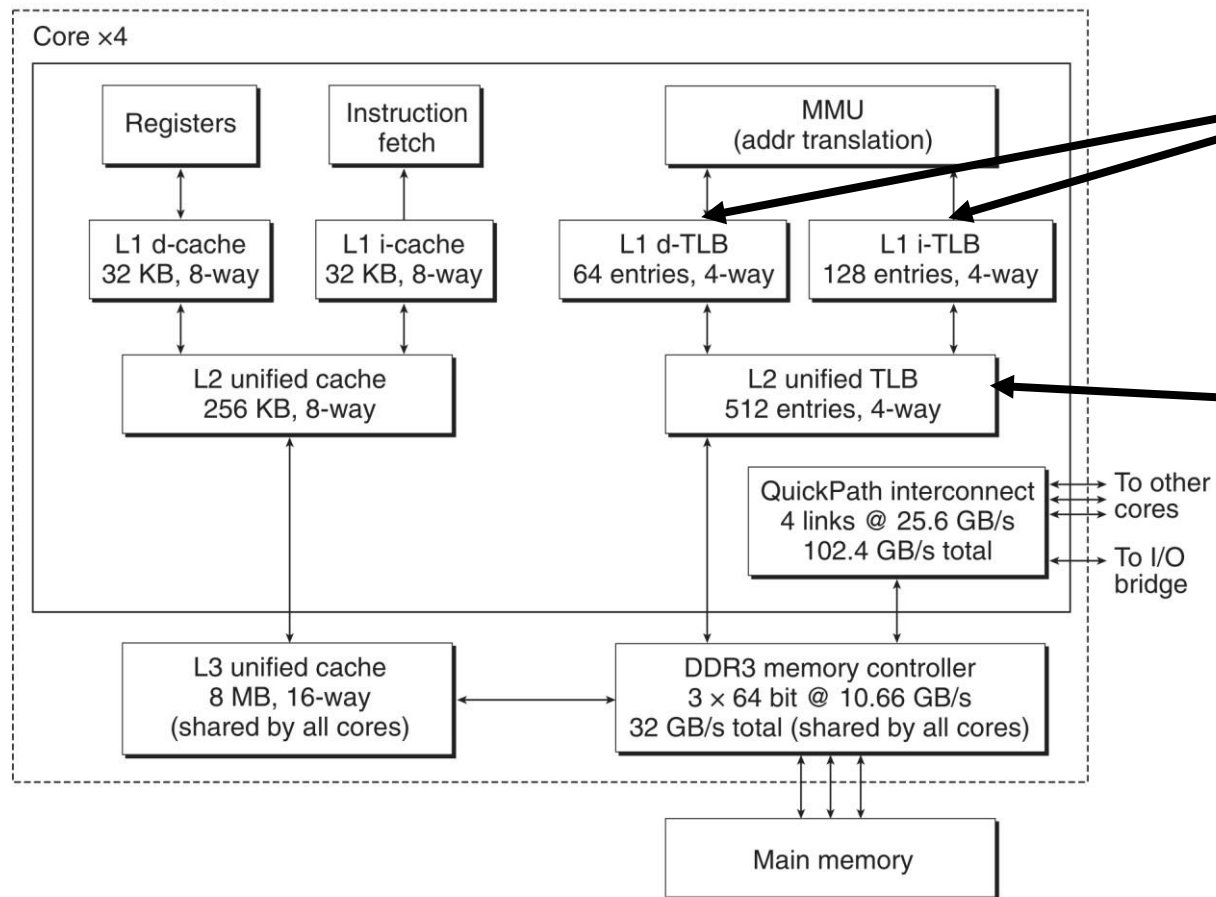 Core ×4
Registers
Instruction
fetch
MMU
(addr translation)
L1 d-cache
32 KB, 8-way
L1 i-cache
32 KB, 8-way
L1 d-TLB
64 entries, 4-way
L1 i-TLB
128 entries, 4-way
L2 unified cache
256 KB, 8-way
L2 unified TLB
512 entries, 4-way
QuickPath interconnect
4 links @ 25.6 GB/s
102.4 GB/s total
To other
cores
To I/O
bridge
L3 unified cache
8 MB, 16-way
(shared by all cores)
DDR3 memory controller
3 × 64 bit @ 10.66 GB/s
32 GB/s total (shared by all cores)
Main memory